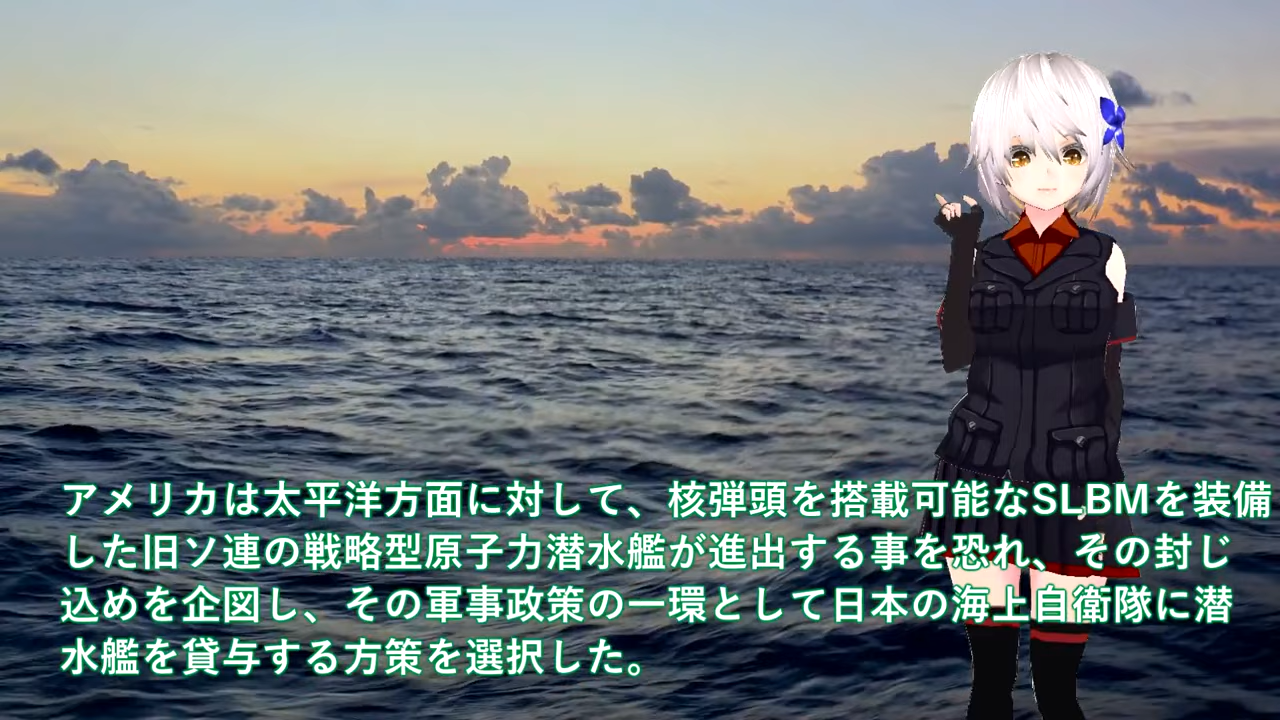 アメリカは太平洋方面に対して、核弾頭を搭載可能なSLBMを装備
した旧ソ連の戦略型原子力潜水艦が進出する事を恐れ、その封じ
込めを企図し、その軍事政策の一環として日本の海上自衛隊に潜
水艦を貸与する方策を選択した。